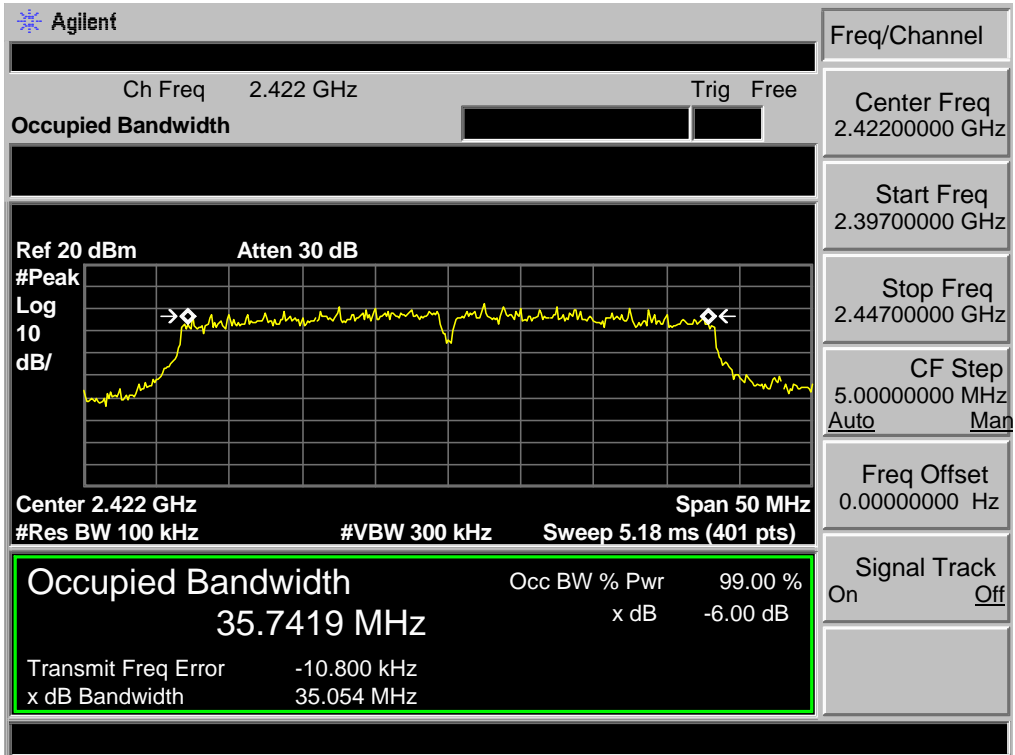 Agilent
Freq/Channel
Ch Freq 2.422 GHz Trig Free
Occupied Bandwidth
Center Freq
2.42200000 GHz
Start Freq
2.39700000 GHz
Stop Freq
2.44700000 GHz
CF Step
5.00000000 MHz
Auto Man
Freq Offset
0.00000000 Hz
Signal Track
On Off
Ref 20 dBm Atten 30 dB
#Peak
Log
10
dB/
Center 2.422 GHz Span 50 MHz
#Res BW 100 kHz #VBW 300 kHz Sweep 5.18 ms (401 pts)
Occupied Bandwidth Occ BW % Pwr 99.00 %
35.7419 MHz x dB -6.00 dB
Transmit Freq Error -10.800 kHz
x dB Bandwidth 35.054 MHz